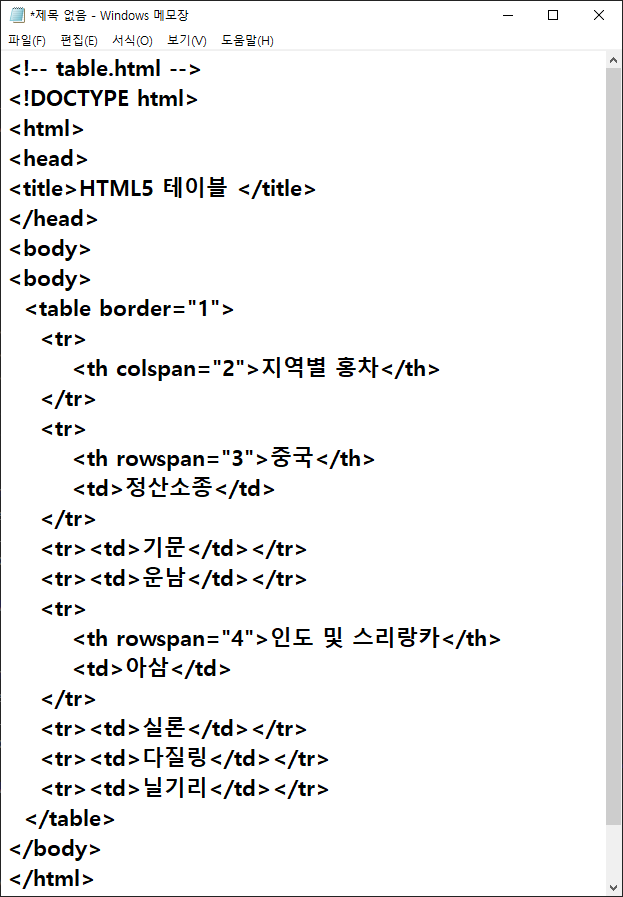 *제목 없음 - Windows 메모장
파일(F) 편집(E) 서식(O) 보기(V) 도움말(H)
<!-- table.html -->
<!DOCTYPE html>
<html>
<head>
<title>HTML5 테이블 </title>
</head>
<body>
<body>
  <table border="1">
    <tr>
        <th colspan="2">지역별 홍차</th>
    </tr>
    <tr>
        <th rowspan="3">중국</th>
        <td>정산소종</td>
    </tr>
    <tr><td>기문</td></tr>
    <tr><td>운남</td></tr>
    <tr>
        <th rowspan="4">인도 및 스리랑카</th>
        <td>아삼</td>
    </tr>
    <tr><td>실론</td></tr>
    <tr><td>다질링</td></tr>
    <tr><td>닐기리</td></tr>
  </table>
</body>
</html>